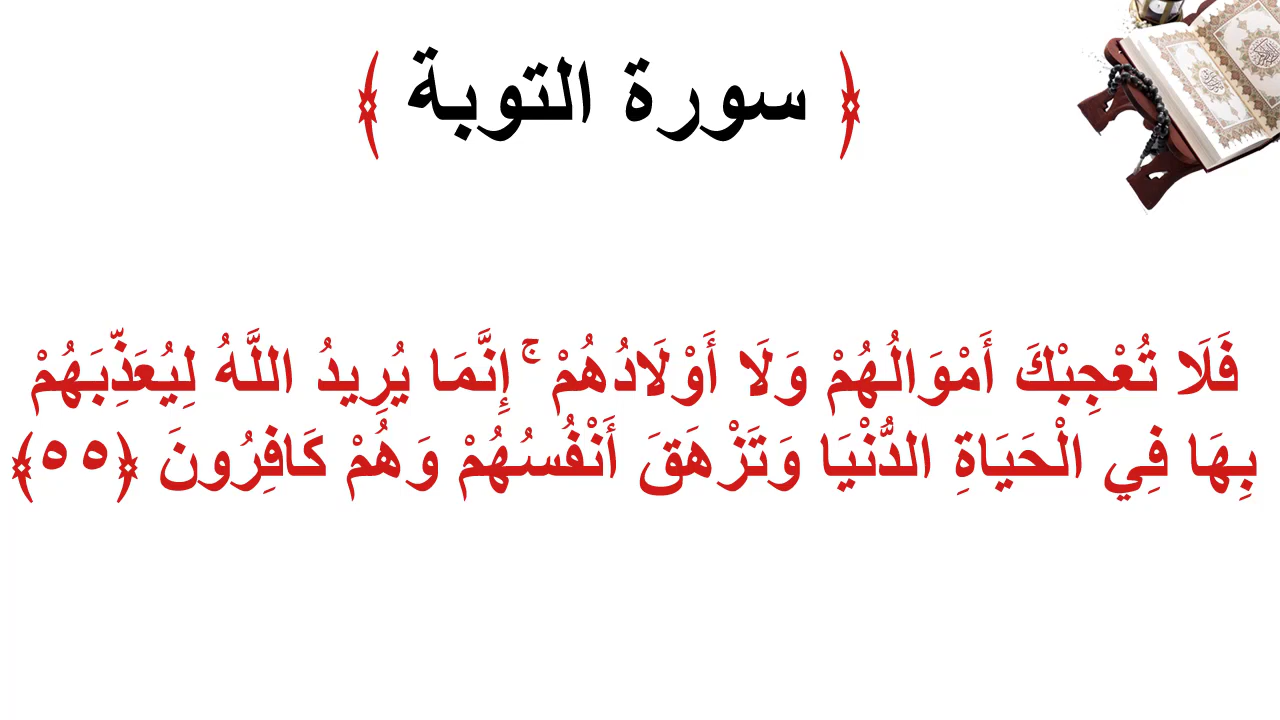 ﴿ سورة التوبة ﴾
فَلَا تُعْجِبْكَ أَمْوَالُهُمْ وَلَا أَوْلَادُهُمْ ۚ إِنَّمَا يُرِيدُ اللَّهُ لِيُعَذِّبَهُمْ
بِهَا فِي الْحَيَاةِ الدُّنْيَا وَتَزْهَقَ أَنْفُسُهُمْ وَهُمْ كَافِرُونَ ﴿٥٥﴾